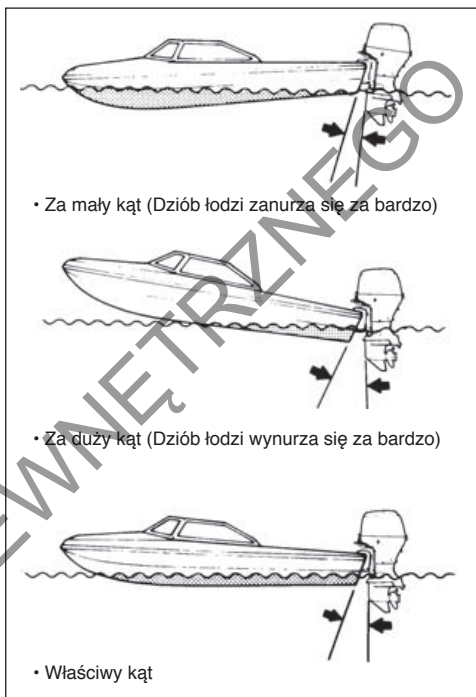 • Za mały kąt (Dziób łodzi zanurza się za bardzo)
• Za duży kąt (Dziób łodzi wynurza się za bardzo)
• Właściwy kąt
EWNĘTRZNEGO